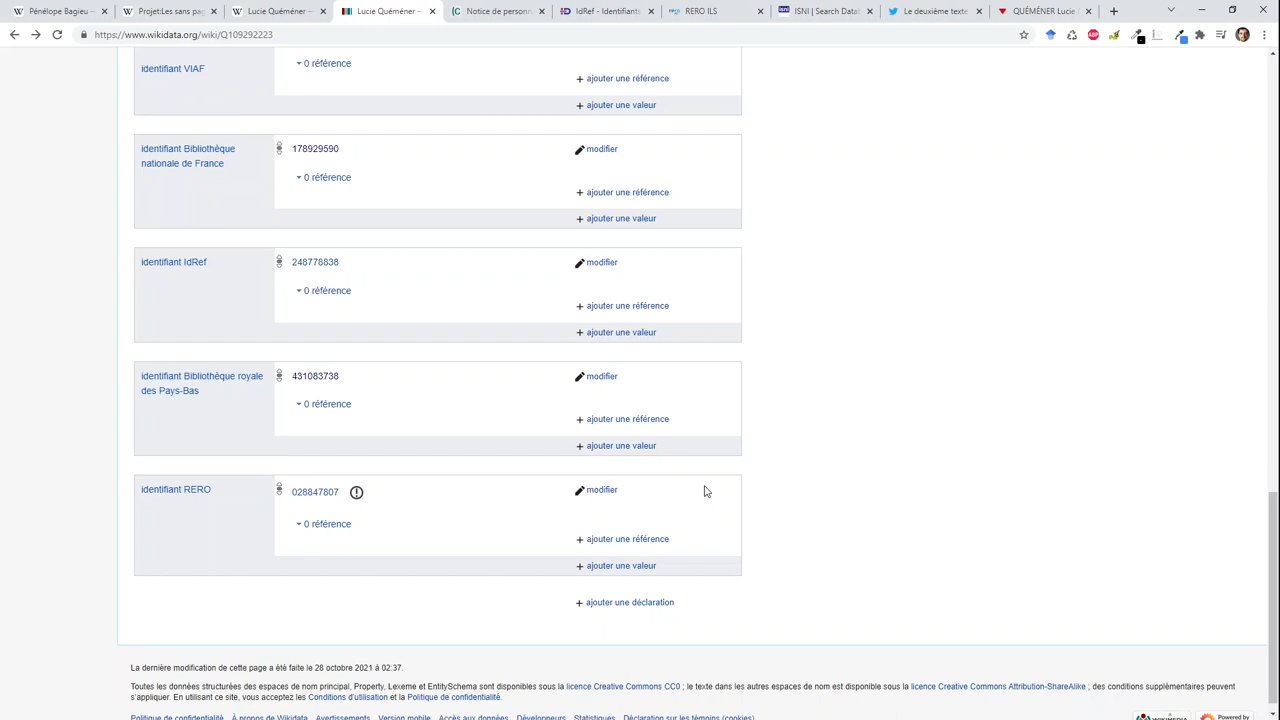 Pénélope Bagieu – 
Projet:Les sans pag
Lucie Quéméner –
Lucie Quéméner –
Notice de personn
IdRef - Identifiants
RERO ILS
ISNI | Search Datab
Le deuxième texte
QUÉMÉNER Lucie
https://www.wikidata.org/wiki/Q109292223
identifiant VIAF
0 référence
ajouter une référence
ajouter une valeur
identifiant Bibliothèque
nationale de France
178929590
modifier
0 référence
ajouter une référence
ajouter une valeur
identifiant IdRef
248778838
modifier
0 référence
ajouter une référence
ajouter une valeur
identifiant Bibliothèque royale
des Pays-Bas
431083738
modifier
0 référence
ajouter une référence
ajouter une valeur
identifiant RERO
028847807
modifier
0 référence
ajouter une référence
ajouter une valeur
ajouter une déclaration
La dernière modification de cette page a été faite le 28 octobre 2021 à 02:37.
Toutes les données structurées des espaces de nom principal, Property, Lexeme et EntitySchema sont disponibles sous la licence Creative Commons CC0 ; le texte dans les autres espaces de nom est disponible sous licence Creative Commons Attribution-ShareAlike ; des conditions supplémentaires peuvent
s'appliquer. En utilisant ce site, vous acceptez les Conditions d'utilisation et la Politique de confidentialité.
Politique de confidentialité À propos de Wikidata Avertissements Version mobile Accès aux données Développeurs Statistiques Déclaration sur les témoins (cookies)
WIKIMEDIA
Powered by